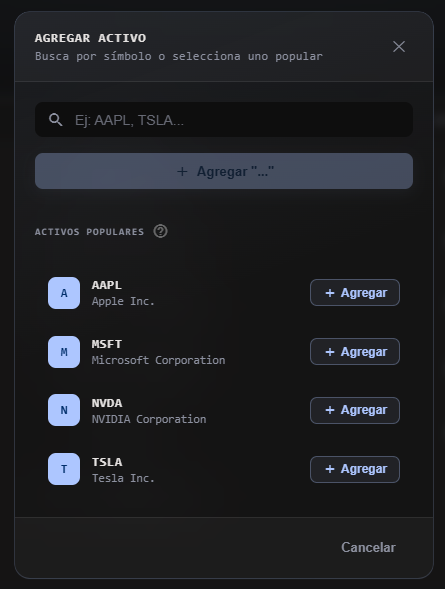 AGREGAR ACTIVO
Busca por símbolo o selecciona uno popular
Ej: AAPL, TSLA...
+ Agregar "..."
ACTIVOS POPULARES ?
A
AAPL
Apple Inc.
+ Agregar
M
MSFT
Microsoft Corporation
+ Agregar
N
NVDA
NVIDIA Corporation
+ Agregar
T
TSLA
Tesla Inc.
+ Agregar
Cancelar